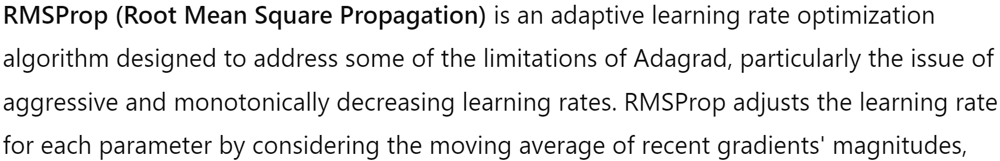 RMSProp (Root Mean Square Propagation) is an adaptive learning rate optimization
algorithm designed to address some of the limitations of Adagrad, particularly the issue of
aggressive and monotonically decreasing learning rates. RMSProp adjusts the learning rate
for each parameter by considering the moving average of recent gradients' magnitudes,